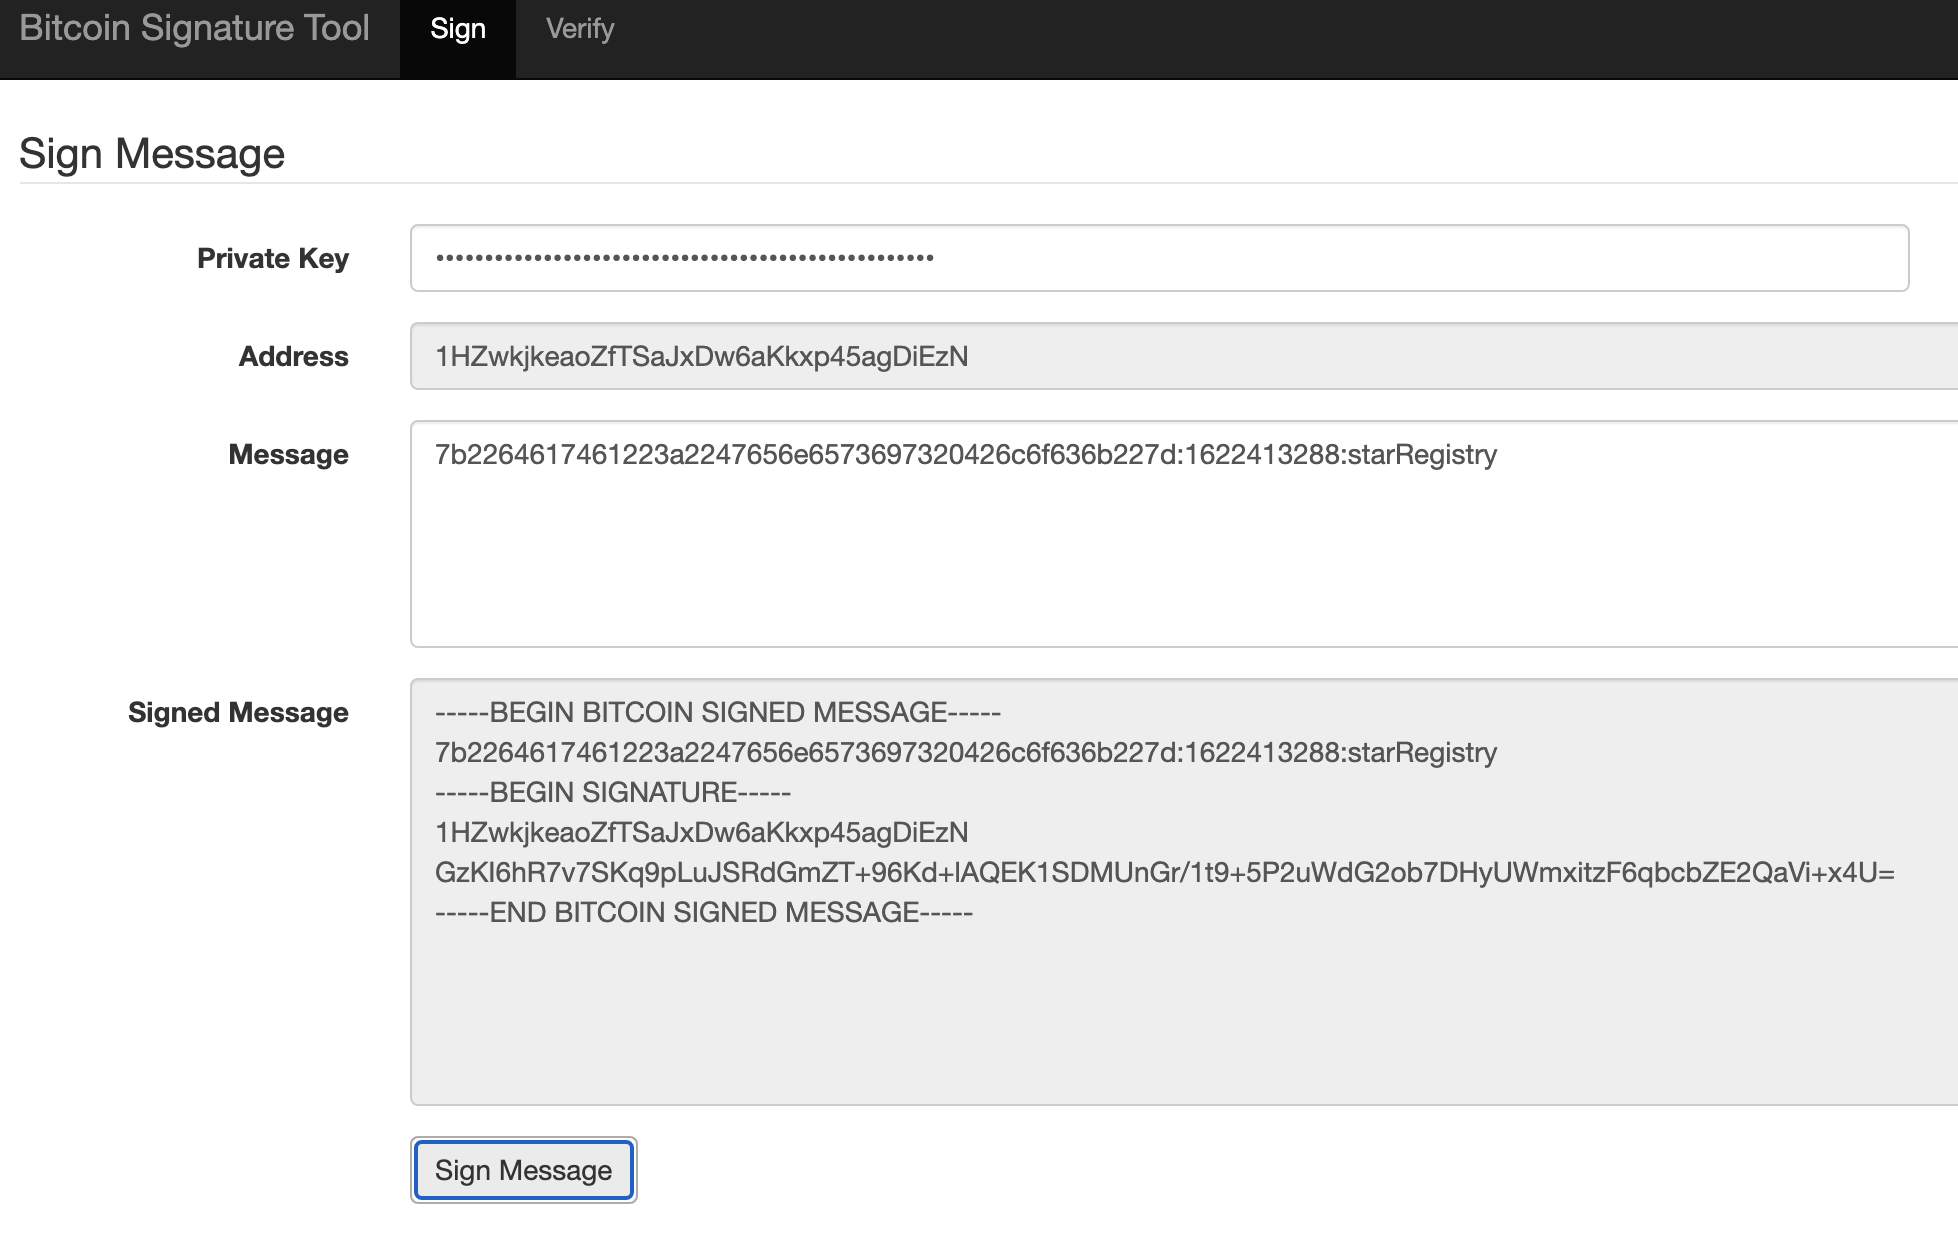 Bitcoin Signature Tool Sign Verify
Sign Message
Private Key ••••••••••••••••••••••••••••••••••••••••••••••••••••
Address 1HZwkjkeaoZfTSaJxDw6aKkxp45agDiEzN
Message 7b2264617461223a2247656e6573697320426c6f636b227d:1622413288:starRegistry
Signed Message -----BEGIN BITCOIN SIGNED MESSAGE-----
7b2264617461223a2247656e6573697320426c6f636b227d:1622413288:starRegistry
-----BEGIN SIGNATURE-----
1HZwkjkeaoZfTSaJxDw6aKkxp45agDiEzN
GzKI6hR7v7SKq9pLuJSRdGmZT+96Kd+lAQEK1SDMUnGr/1t9+5P2uWdG2ob7DHyUWmxitzF6qbcbZE2QaVi+x4U=
-----END BITCOIN SIGNED MESSAGE-----
Sign Message